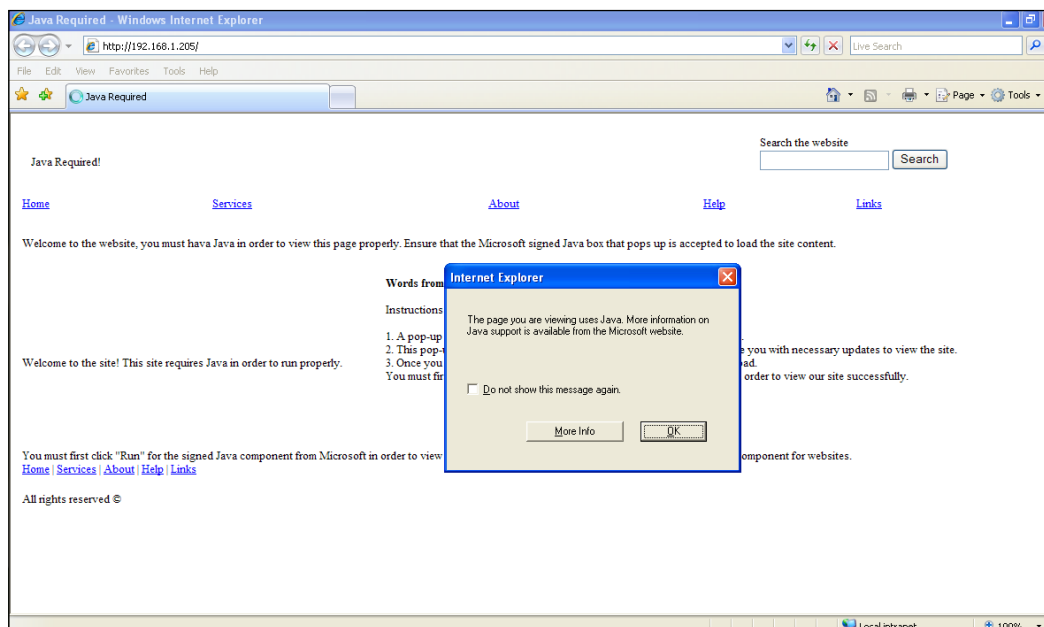 Java Required - Windows Internet Explorer
http://192.168.1.205/
Live Search
File Edit View Favorites Tools Help
Java Required
Page Tools
Search the website
Java Required!
Search
Home Services About Help Links
Welcome to the website, you must hava Java in order to view this page properly. Ensure that the Microsoft signed Java box that pops up is accepted to load the site content.
Words from
Instructions
1. A pop-up
2. This pop-
you with necessary updates to view the site.
Welcome to the site! This site requires Java in order to run properly.
3. Once you
You must
order to view our site successfully.
Internet Explorer
The page you are viewing uses Java. More information on
Java support is available from the Microsoft website.
Do not show this message again.
More Info OK
You must first click "Run" for the signed Java component from Microsoft in order to view
omponent for websites.
Home | Services | About | Help | Links
All rights reserved ©
Local intranet 100%